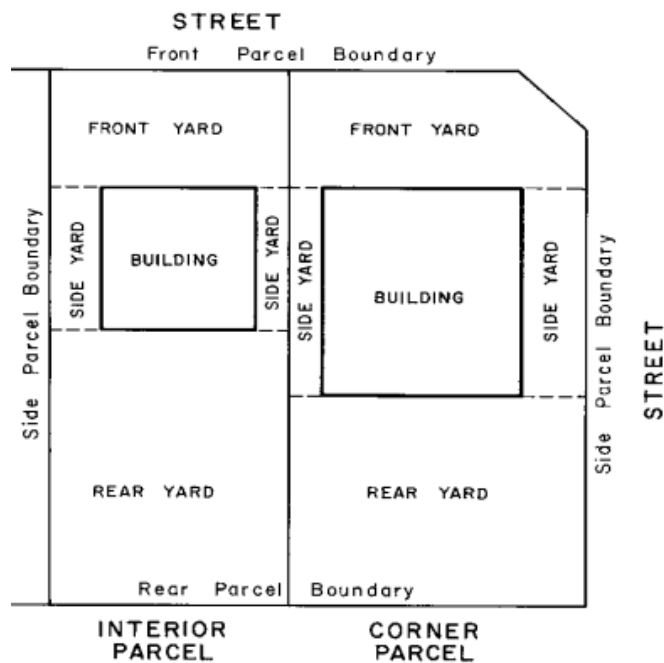 STREET
Front Parcel Boundary
FRONT YARD
FRONT YARD
Side Parcel Boundary
SIDE YARD
BUILDING
SIDE YARD
SIDE YARD
BUILDING
SIDE YARD
Side Parcel Boundary
STREET
REAR YARD
REAR YARD
Rear Parcel Boundary
INTERIOR
PARCEL
CORNER
PARCEL